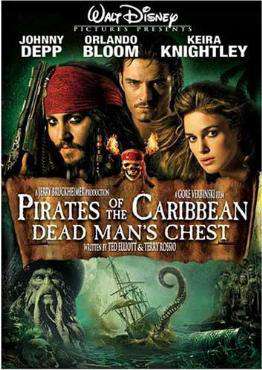 WALT DISNEY
PICTURES PRESENTS
JOHNNY DEPP
ORLANDO BLOOM
KEIRA KNIGHTLEY
A JERRY BRUCKHEIMER PRODUCTION
A GORE VERBINSKI FILM
PIRATES OF THE CARIBBEAN
DEAD MAN'S CHEST
WRITTEN BY TED ELLIOTT & TERRY ROSSIO